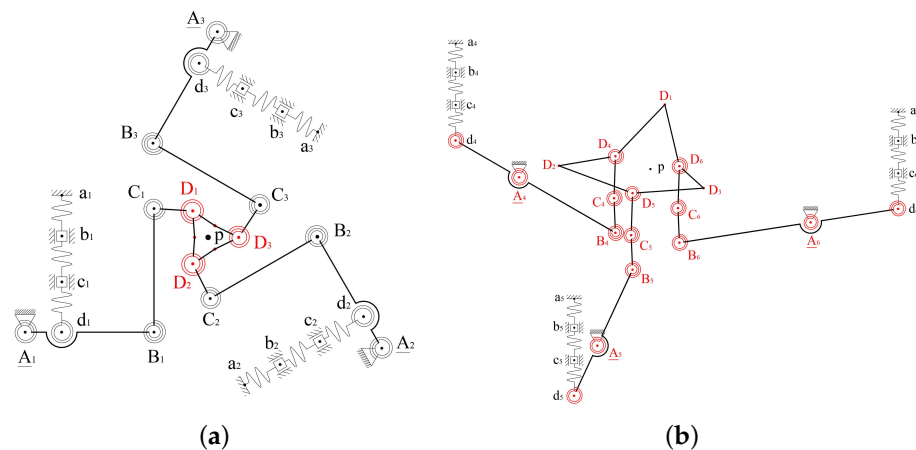 A3
d3
c3
b3
a3
B3
a1
b1
c1
d1
A1
B1
C1
D1
C3
p
D3
D2
C2
B2
d2
c2
b2
a2
A2
(a)
a4
b4
c4
d4
A4
D1
D4
D2
p
D6
D3
D5
C4
C5
C6
B4
B5
B6
a
b
c6
d
A6
a5
b5
c5
d5
A5
(b)